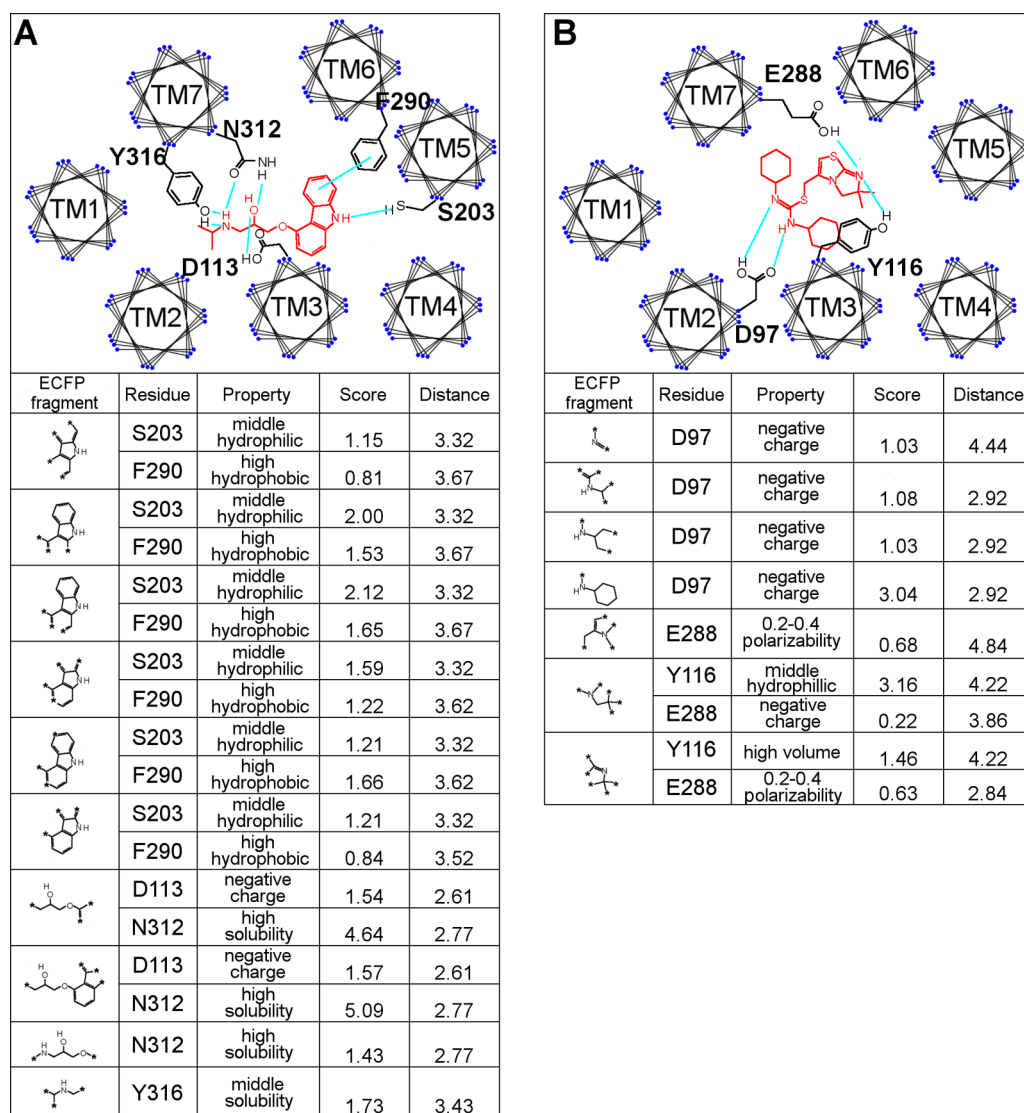 A
TM6
TM7
F290
N312
TM5
Y316
NH
O
H
O
H
H
O
TM1
H
S
S203
H
N
O
N
H
O
D113
H
O
TM2
TM3
TM4
ECFP fragment Residue Property Score Distance
NH S203 middle hydrophilic 1.15 3.32
F290 high hydrophobic 0.81 3.67
NH S203 middle hydrophilic 2.00 3.32
F290 high hydrophobic 1.53 3.67
NH S203 middle hydrophilic 2.12 3.32
F290 high hydrophobic 1.65 3.67
NH S203 middle hydrophilic 1.59 3.32
F290 high hydrophobic 1.22 3.62
NH S203 middle hydrophilic 1.21 3.32
F290 high hydrophobic 1.66 3.62
NH S203 middle hydrophilic 1.21 3.32
F290 high hydrophobic 0.84 3.52
H O O D113 negative charge 1.54 2.61
N312 high solubility 4.64 2.77
H O O D113 negative charge 1.57 2.61
N312 high solubility 5.09 2.77
H N H O O N312 high solubility 1.43 2.77
H N Y316 middle solubility 1.73 3.43
B
E288
TM6
TM7
O
O
H
TM5
S
N
N
TM1
N
S
H
O
H
N
H
O
O
Y116
TM2
TM3
TM4
D97
ECFP fragment Residue Property Score Distance
N D97 negative charge 1.03 4.44
N H D97 negative charge 1.08 2.92
N H D97 negative charge 1.03 2.92
N H D97 negative charge 3.04 2.92
N E288 0.2-0.4 polarizability 0.68 4.84
N Y116 middle hydrophillic 3.16 4.22
E288 negative charge 0.22 3.86
N Y116 high volume 1.46 4.22
E288 0.2-0.4 polarizability 0.63 2.84